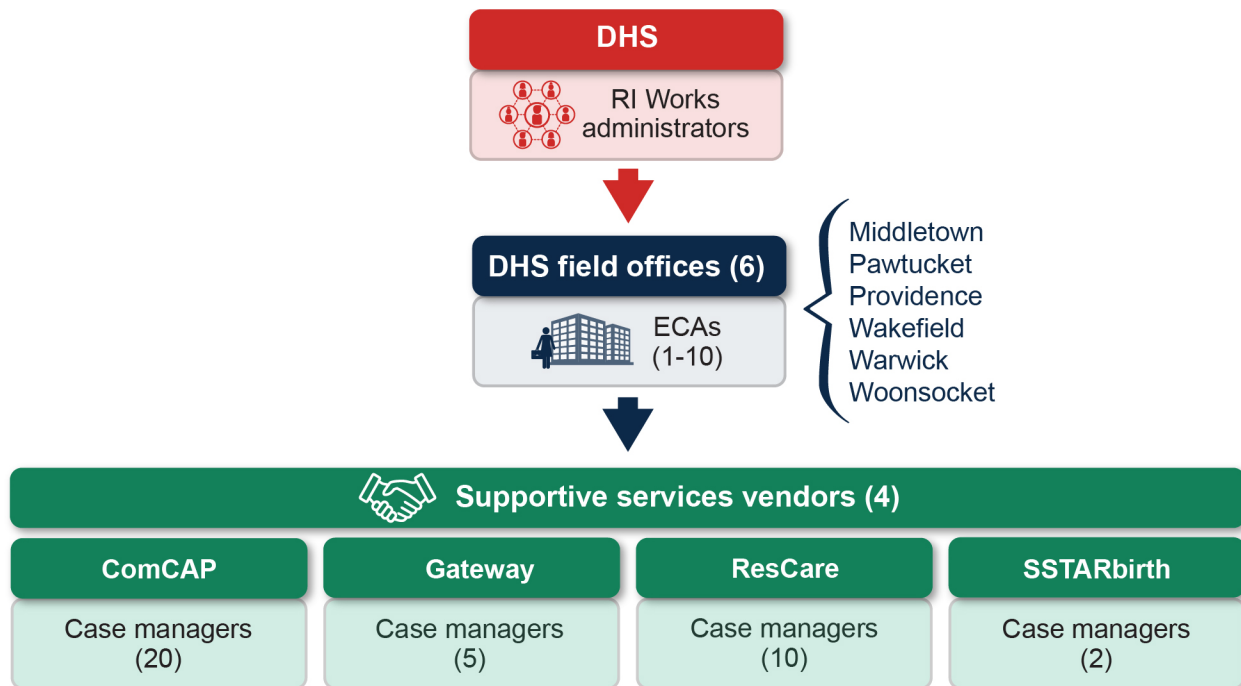 DHS
RI Works
administrators
DHS field offices (6)
ECAs
(1-10)
Middletown
Pawtucket
Providence
Wakefield
Warwick
Woonsocket
Supportive services vendors (4)
ComCAP
Case managers
(20)
Gateway
Case managers
(5)
ResCare
Case managers
(10)
SSTARbirth
Case managers
(2)